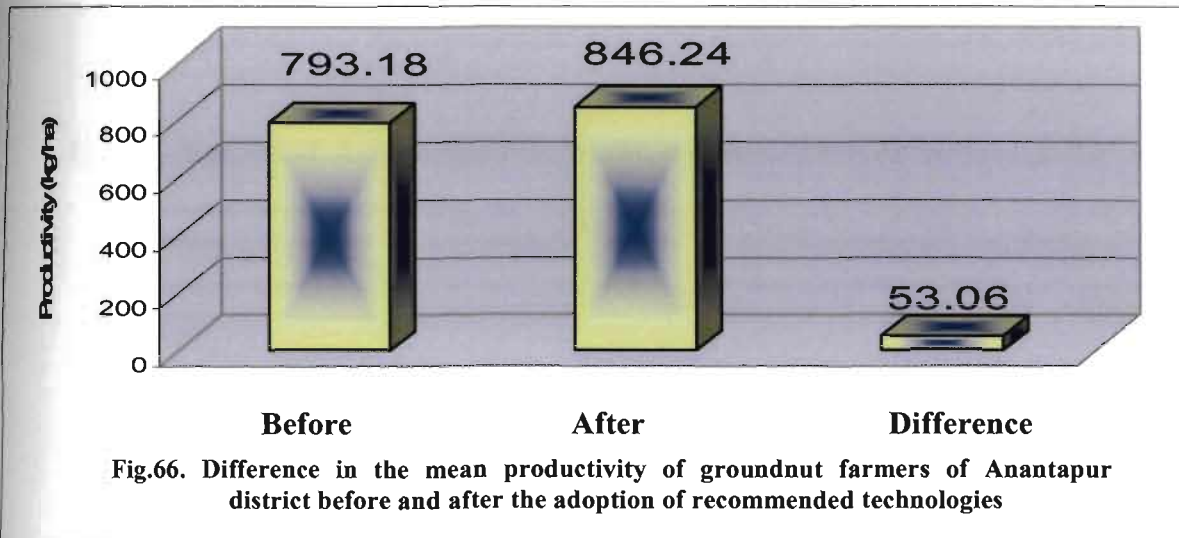 793.18
846.24
53.06
1000
800
600
400
200
0
Productivity (kg/ha)
Before
After
Difference
Fig.66. Difference in the mean productivity of groundnut farmers of Anantapur
district before and after the adoption of recommended technologies